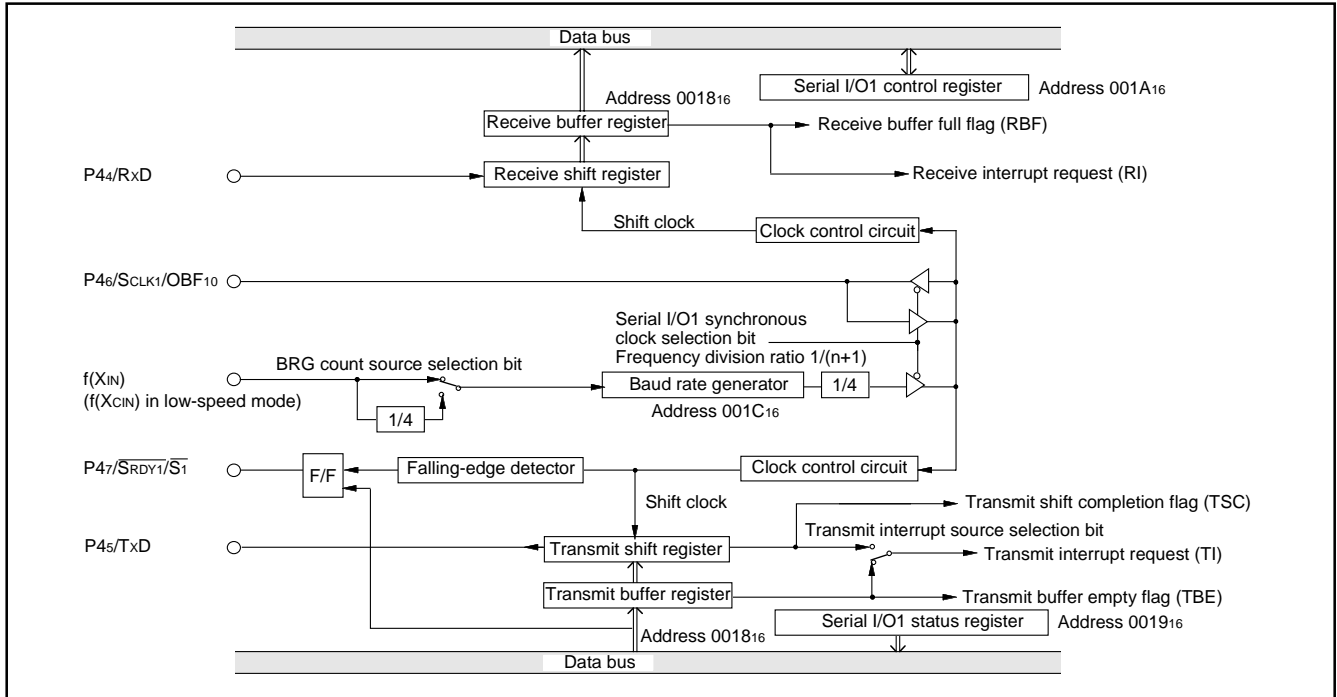 Data bus
Serial I/O1 control register
Address 001A16
Address 001816
Receive buffer register
Receive buffer full flag (RBF)
P44/RXD
Receive shift register
Receive interrupt request (RI)
Shift clock
Clock control circuit
P46/SCLK1/OBF10
Serial I/O1 synchronous
clock selection bit
Frequency division ratio 1/(n+1)
BRG count source selection bit
f(XIN)
(f(XCIN) in low-speed mode)
Baud rate generator
1/4
Address 001C16
1/4
P47/SRDY1/S1
F/F
Falling-edge detector
Clock control circuit
Shift clock
Transmit shift completion flag (TSC)
Transmit interrupt source selection bit
P45/TXD
Transmit shift register
Transmit interrupt request (TI)
Transmit buffer register
Transmit buffer empty flag (TBE)
Address 001816
Serial I/O1 status register
Address 001916
Data bus